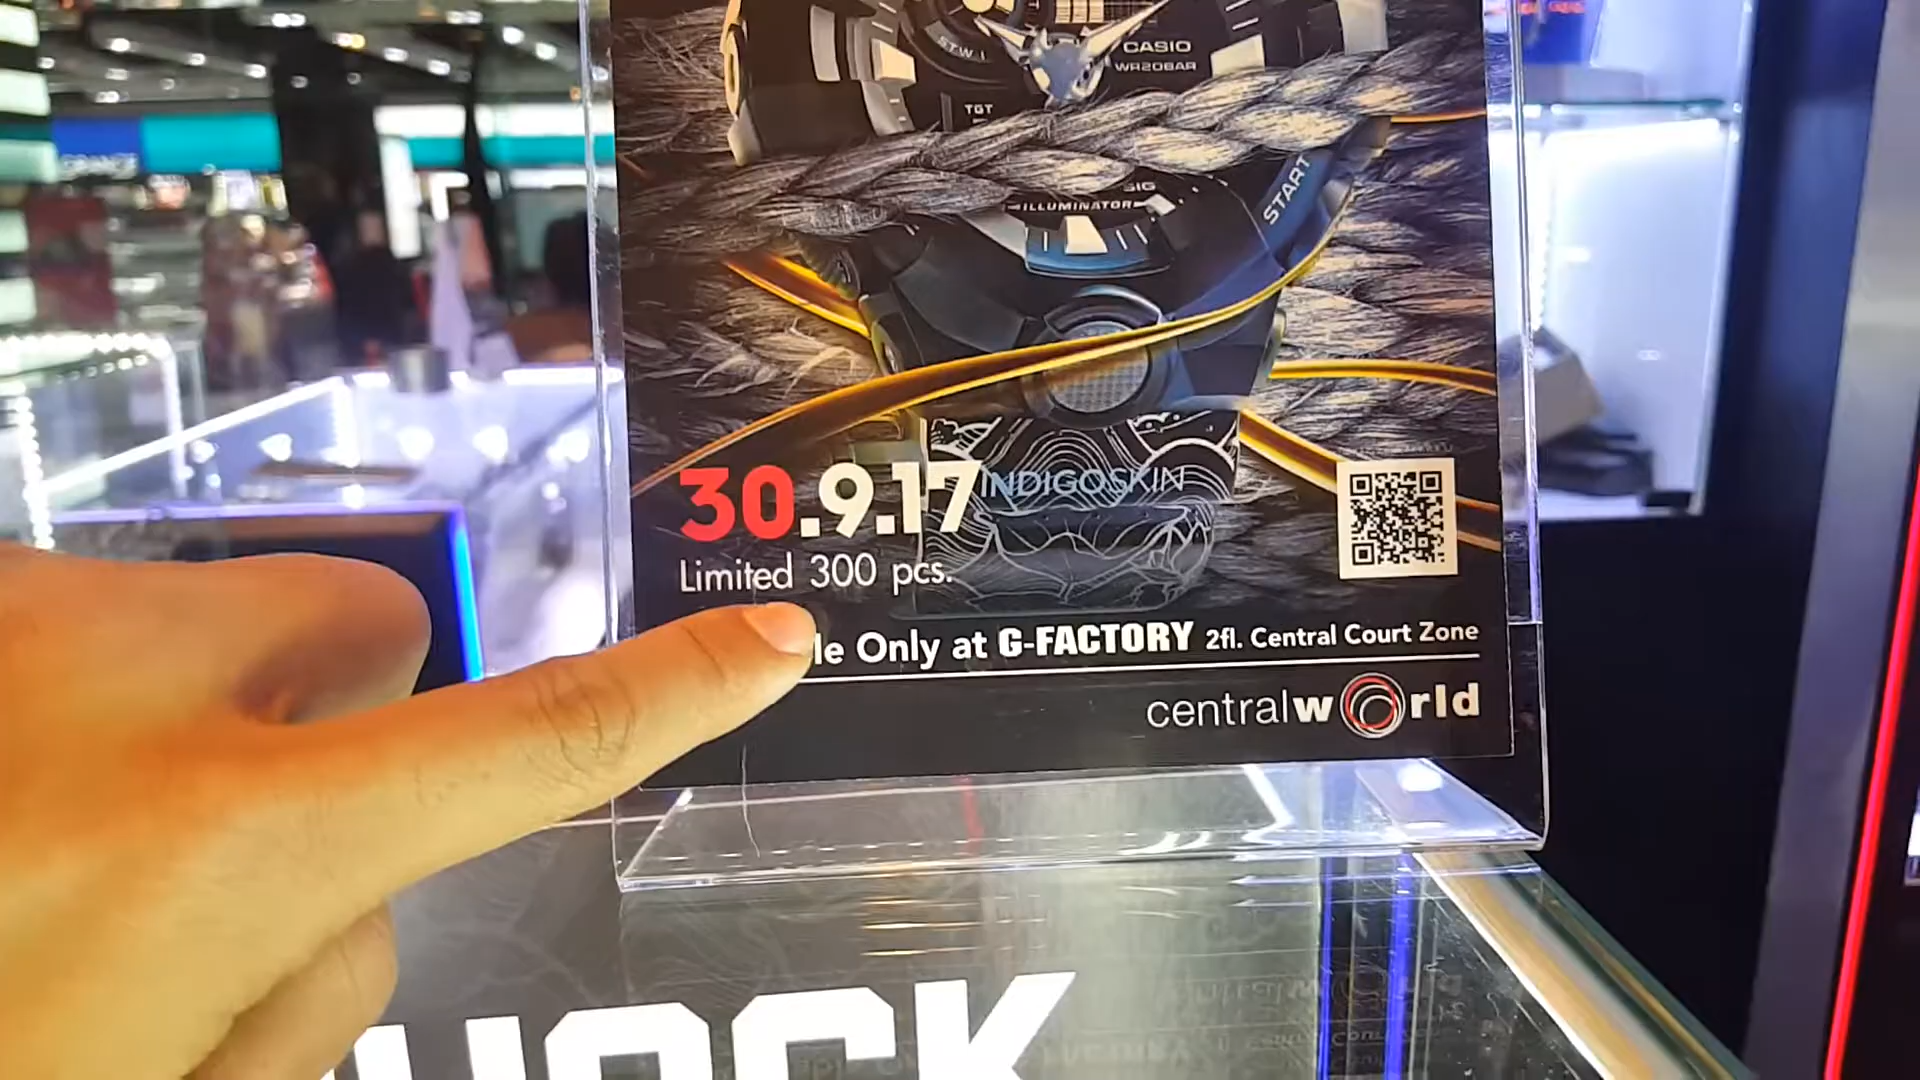 STW.I
CASIO
WR20BAR
TGT
SIG
ILLUMINATOR
START
30.9.17 INDIGOSKIN
Limited 300 pcs.
Only at G-FACTORY 2fl. Central Court Zone
centralworld